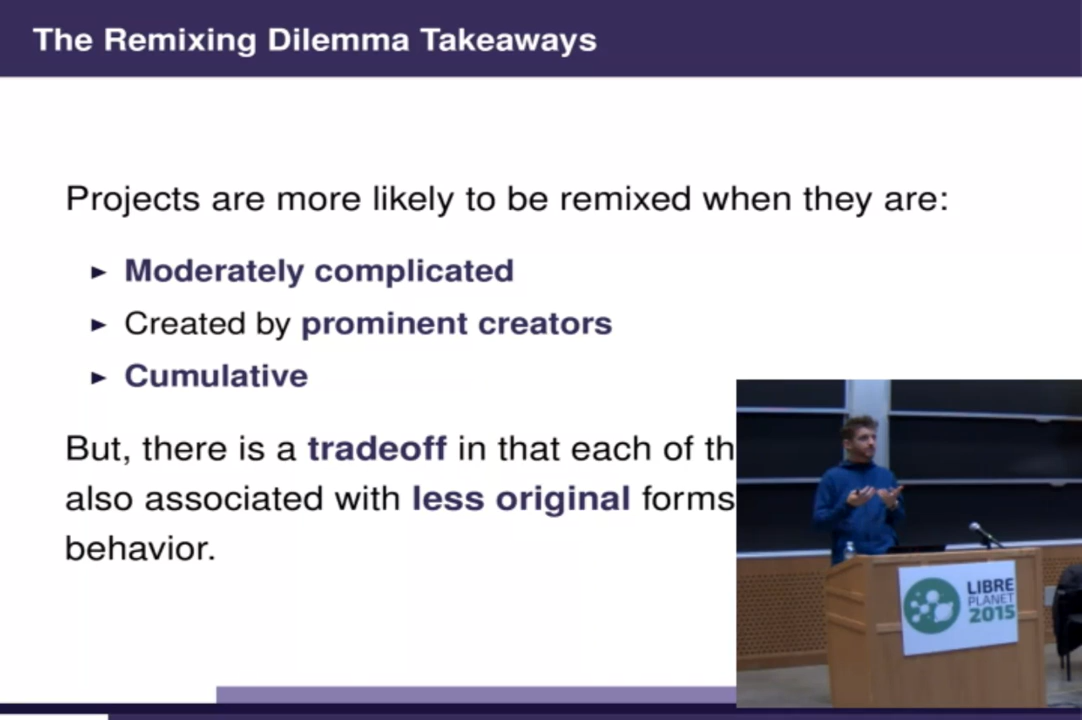 The Remixing Dilemma Takeaways
Projects are more likely to be remixed when they are:
► Moderately complicated
► Created by prominent creators
► Cumulative
But, there is a tradeoff in that each of th
also associated with less original forms
behavior.
LIBRE
PLANET
2015